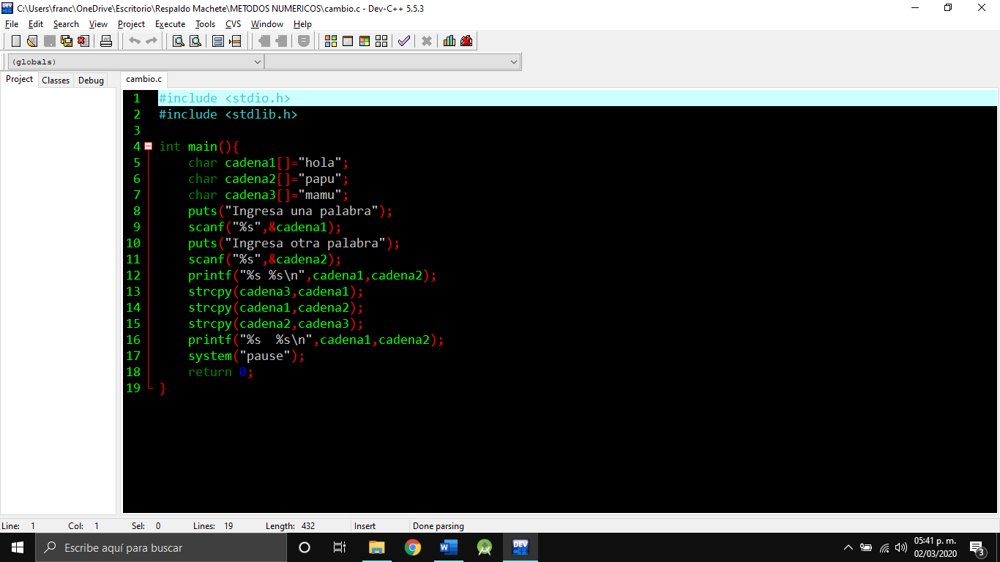 C:\Users\franc\OneDrive\Escritorio\Respaldo Machete\METODOS NUMERICOS\cambio.c - Dev-C++ 5.5.3
File Edit Search View Project Execute Tools CVS Window Help
(globals)
Project Classes Debug cambio.c
1 #include <stdio.h>
2 #include <stdlib.h>
3
4 int main(){
5 char cadena1[]="hola";
6 char cadena2[]="papu";
7 char cadena3[]="mamu";
8 puts("Ingresa una palabra");
9 scanf("%s",&cadena1);
10 puts("Ingresa otra palabra");
11 scanf("%s",&cadena2);
12 printf("%s %s\n",cadena1,cadena2);
13 strcpy(cadena3,cadena1);
14 strcpy(cadena1,cadena2);
15 strcpy(cadena2,cadena3);
16 printf("%s  %s\n",cadena1,cadena2);
17 system("pause");
18 return 0;
19 }
Line: 1 Col: 1 Sel: 0 Lines: 19 Length: 432 Insert Done parsing
Escribe aquí para buscar
DEV
05:41 p. m.
02/03/2020
3